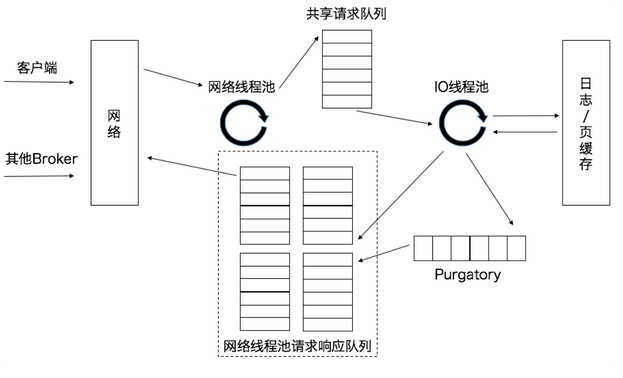 共享请求队列
客户端
网络线程池
IO线程池
网络
日志/页缓存
其他Broker
Purgatory
网络线程池请求响应队列